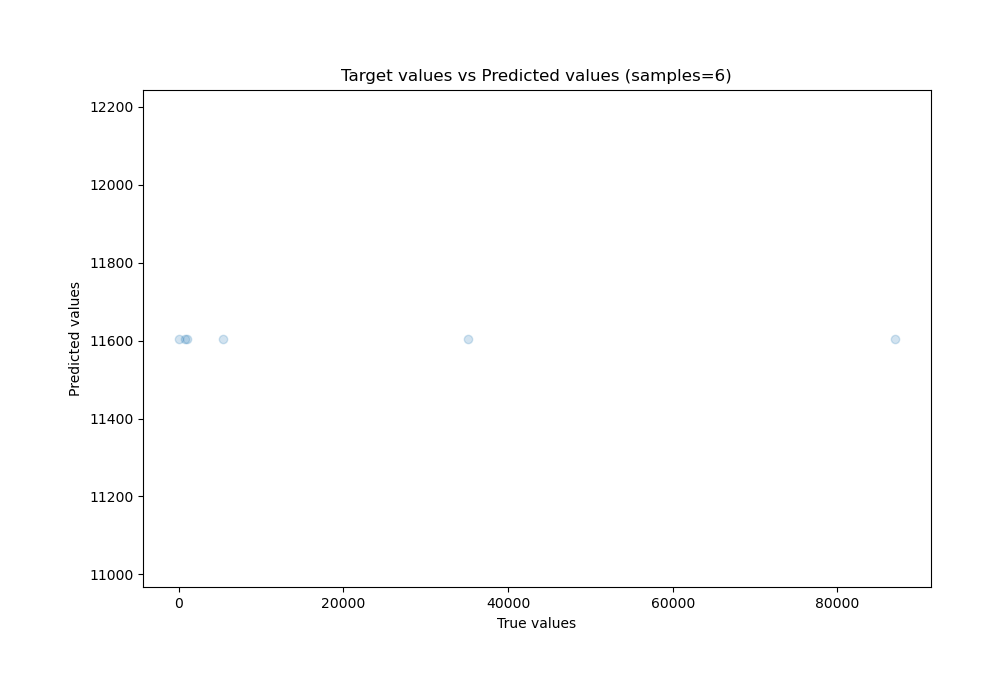 Target values vs Predicted values (samples=6)
12200
12000
11800
11600
11400
11200
11000
Predicted values
0 20000 40000 60000 80000
True values